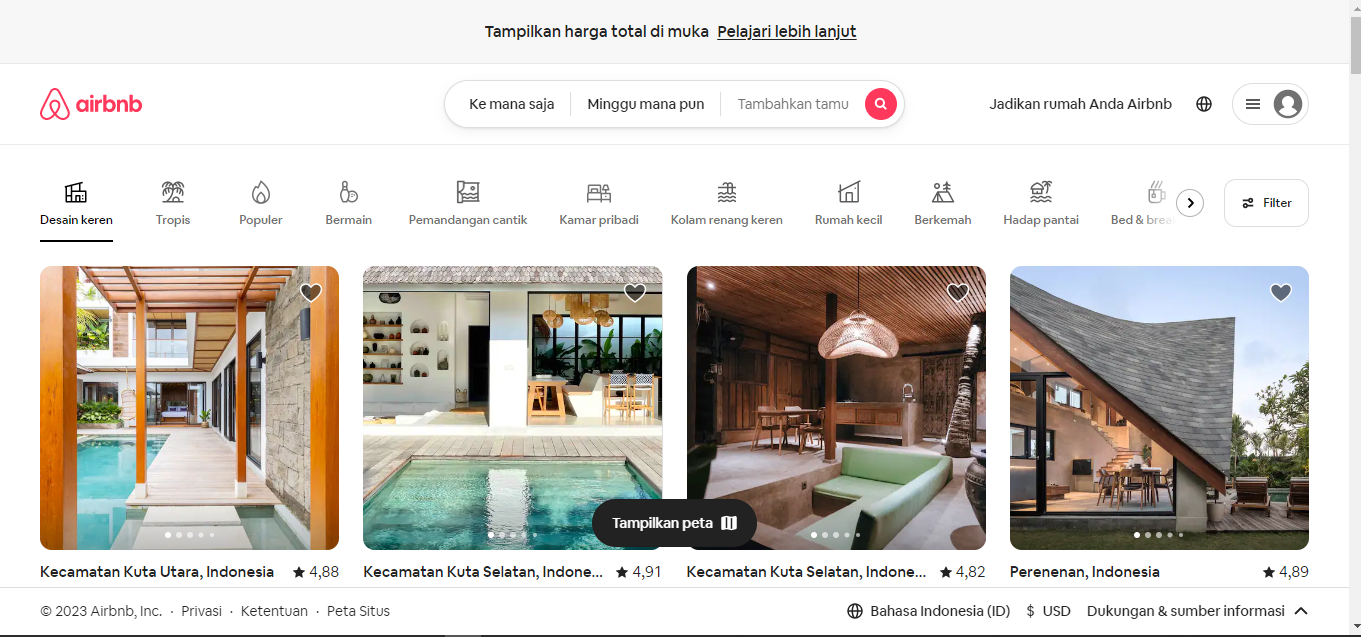 Tampilkan harga total di muka Pelajari lebih lanjut
airbnb
Ke mana saja Minggu mana pun Tambahkan tamu
Jadikan rumah Anda Airbnb
Desain keren Tropis Populer Bermain Pemandangan cantik Kamar pribadi Kolam renang keren Rumah kecil Berkemah Hadap pantai Bed & brea
Filter
Tampilkan peta
Kecamatan Kuta Utara, Indonesia ★ 4,88
Kecamatan Kuta Selatan, Indone... ★ 4,91
Kecamatan Kuta Selatan, Indone... ★ 4,82
Perenenan, Indonesia ★ 4,89
© 2023 Airbnb, Inc. · Privasi · Ketentuan · Peta Situs
Bahasa Indonesia (ID) $ USD Dukungan & sumber informasi